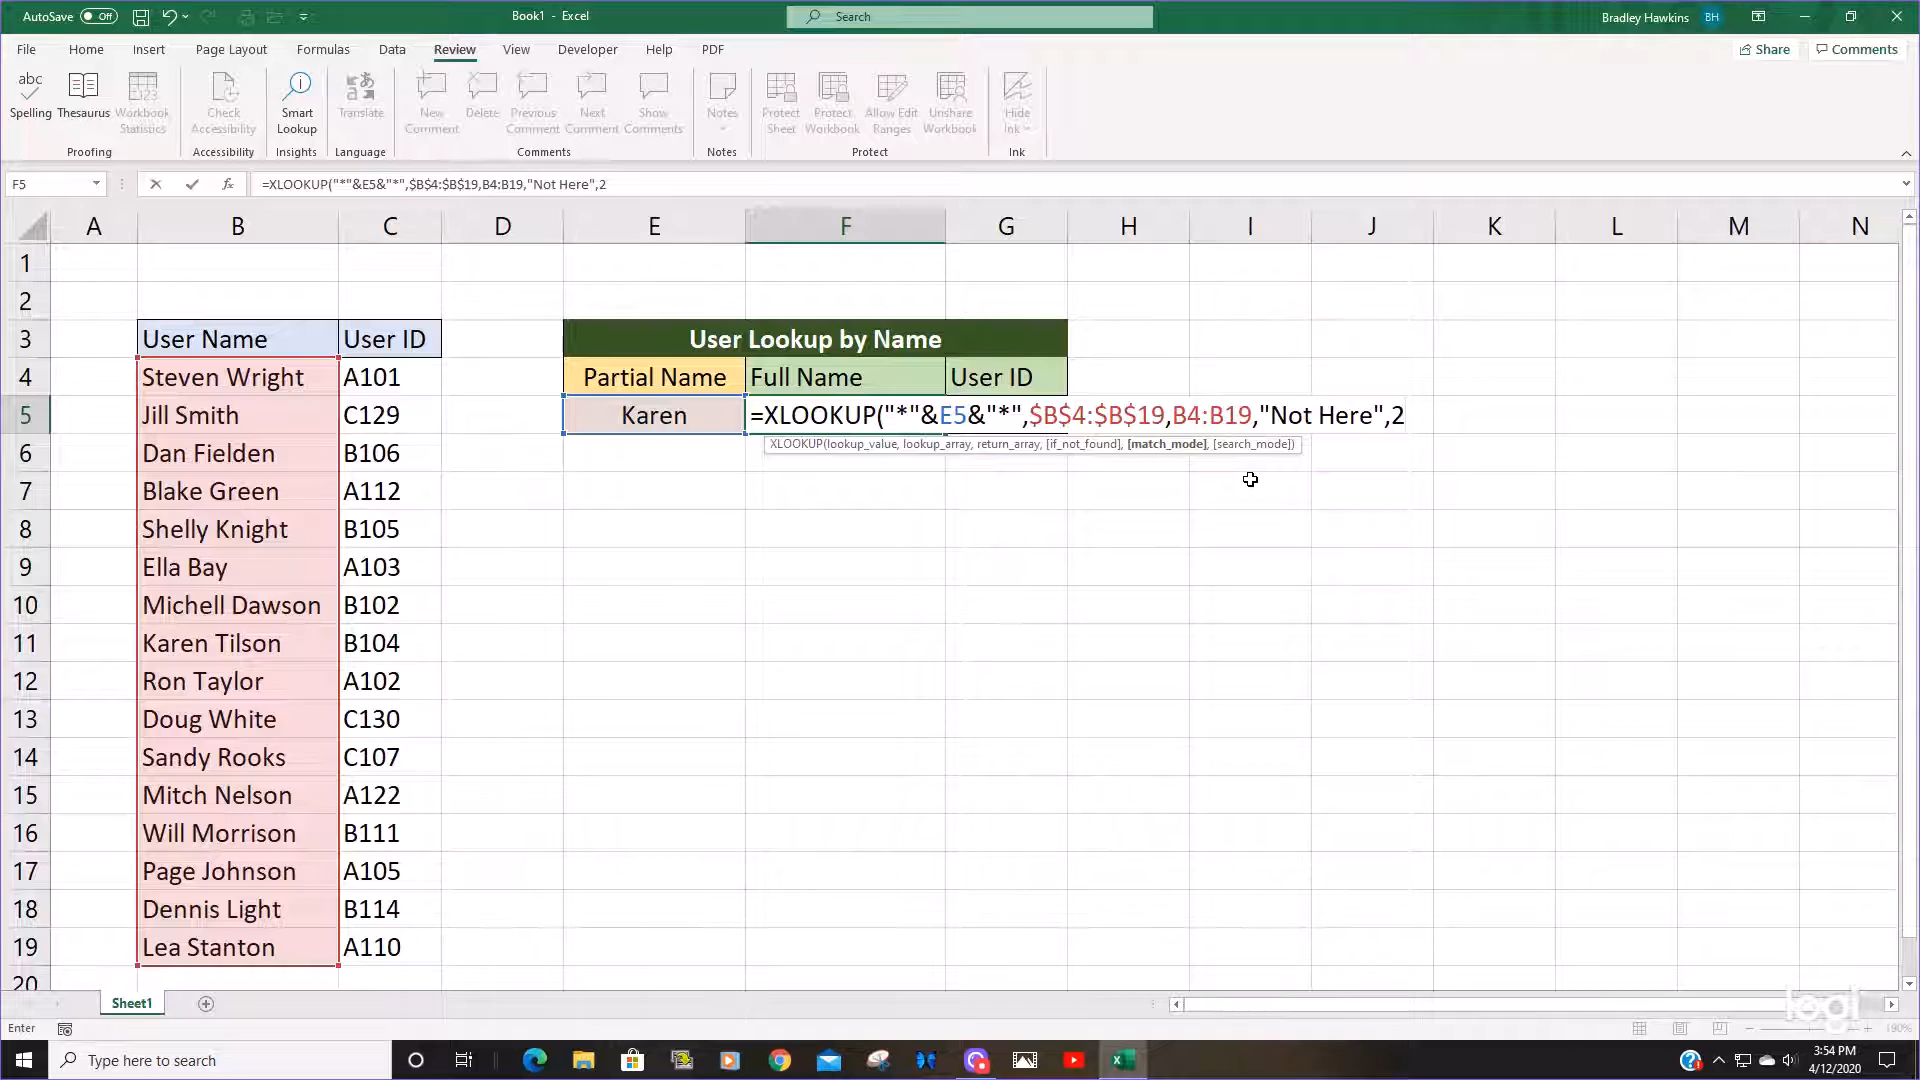 AutoSave Off Book1 - Excel Search Bradley Hawkins BH
File Home Insert Page Layout Formulas Data Review View Developer Help PDF Share Comments
abc 123
Spelling Thesaurus Workbook Statistics Check Accessibility Smart Lookup Translate New Comment Delete Previous Comment Next Comment Show Comments Notes Protect Sheet Protect Workbook Allow Edit Ranges Unshare Workbook Hide Ink
Proofing Accessibility Insights Language Comments Notes Protect Ink
F5 fx =XLOOKUP("*"&E5&"*",$B$4:$B$19,B4:B19,"Not Here",2
A B C D E F G H I J K L M N
1
2
3 User Name User ID User Lookup by Name
4 Steven Wright A101 Partial Name Full Name User ID
5 Jill Smith C129 Karen =XLOOKUP("*"&E5&"*",$B$4:$B$19,B4:B19,"Not Here",2
XLOOKUP(lookup_value, lookup_array, return_array, [if_not_found], [match_mode], [search_mode])
6 Dan Fielden B106
7 Blake Green A112
8 Shelly Knight B105
9 Ella Bay A103
10 Michell Dawson B102
11 Karen Tilson B104
12 Ron Taylor A102
13 Doug White C130
14 Sandy Rooks C107
15 Mitch Nelson A122
16 Will Morrison B111
17 Page Johnson A105
18 Dennis Light B114
19 Lea Stanton A110
20
Sheet1
Enter 190%
Type here to search 3:54 PM
4/12/2020